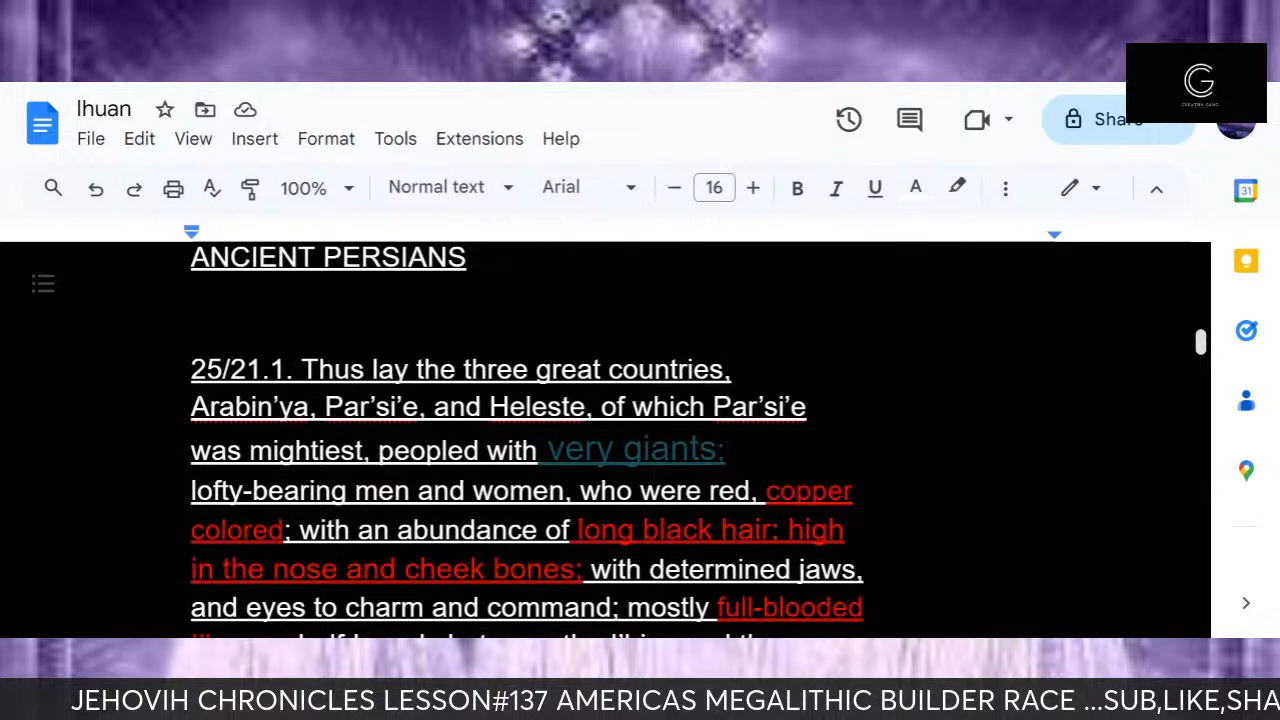 Ihuan
Share
File Edit View Insert Format Tools Extensions Help
100% Normal text Arial 16 B I U A
31
ANCIENT PERSIANS
25/21.1. Thus lay the three great countries,
Arabin’ya, Par’si’e, and Heleste, of which Par’si’e
was mightiest, peopled with very giants;
lofty-bearing men and women, who were red, copper
colored; with an abundance of long black hair; high
in the nose and cheek bones; with determined jaws,
and eyes to charm and command; mostly full-blooded
JEHOVIH CHRONICLES LESSON#137 AMERICAS MEGALITHIC BUILDER RACE ...SUB,LIKE,SHA